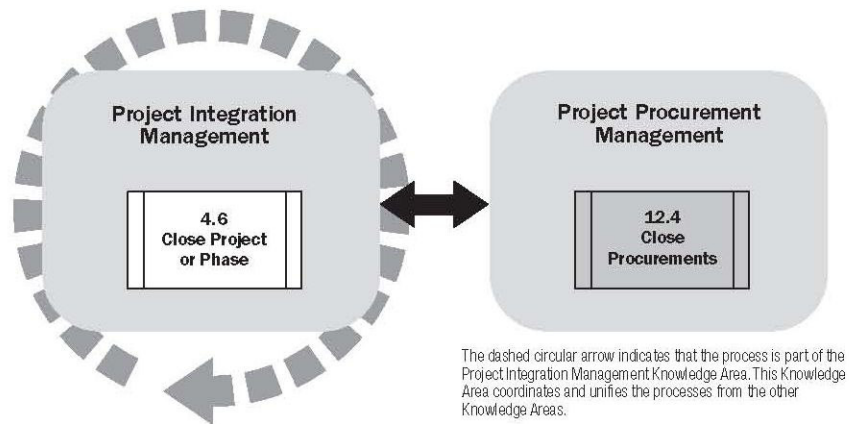 Project Integration
Management
4.6
Close Project
or Phase
Project Procurement
Management
12.4
Close
Procurements
The dashed circular arrow indicates that the process is part of the
Project Integration Management Knowledge Area. This Knowledge
Area coordinates and unifies the processes from the other
Knowledge Areas.